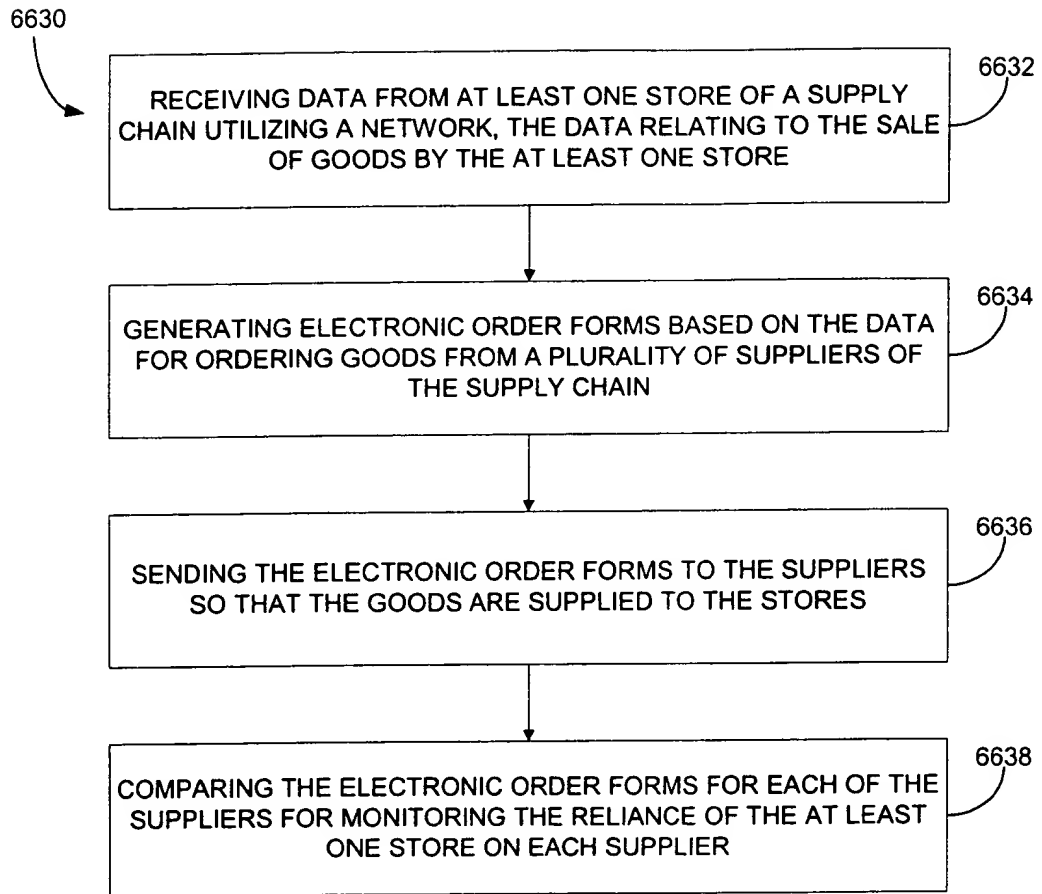 6630
6632
RECEIVING DATA FROM AT LEAST ONE STORE OF A SUPPLY
CHAIN UTILIZING A NETWORK, THE DATA RELATING TO THE SALE
OF GOODS BY THE AT LEAST ONE STORE
6634
GENERATING ELECTRONIC ORDER FORMS BASED ON THE DATA
FOR ORDERING GOODS FROM A PLURALITY OF SUPPLIERS OF
THE SUPPLY CHAIN
6636
SENDING THE ELECTRONIC ORDER FORMS TO THE SUPPLIERS
SO THAT THE GOODS ARE SUPPLIED TO THE STORES
6638
COMPARING THE ELECTRONIC ORDER FORMS FOR EACH OF THE
SUPPLIERS FOR MONITORING THE RELIANCE OF THE AT LEAST
ONE STORE ON EACH SUPPLIER